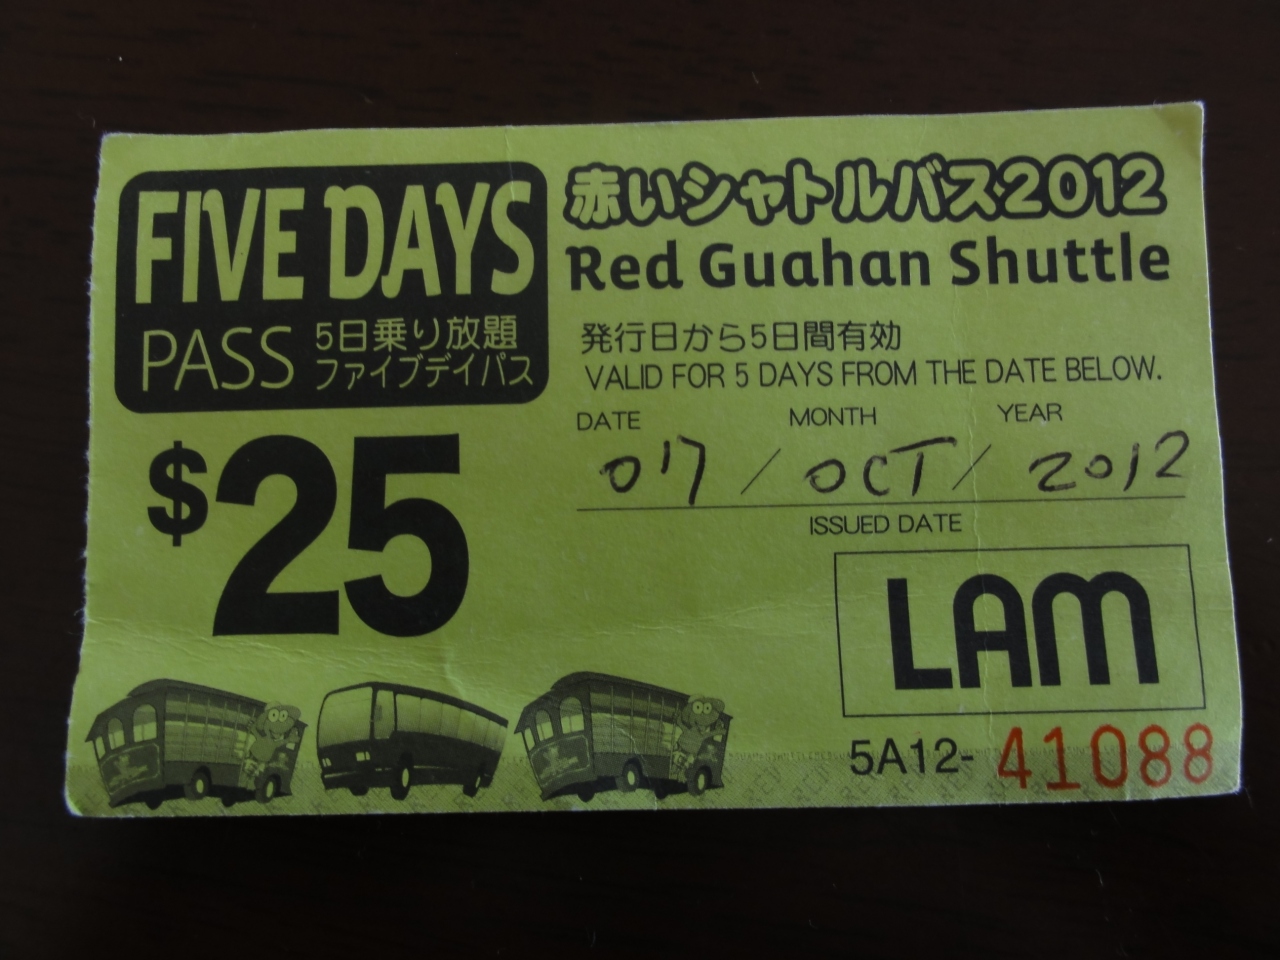 FIVE DAYS
PASS 5日乗り放題
ファイブデイパス
$25
赤いシャトルバス2012
Red Guahan Shuttle
発行日から5日間有効
VALID FOR 5 DAYS FROM THE DATE BELOW.
DATE MONTH YEAR
07 / OCT / 2012
ISSUED DATE
LAM
5A12-41088